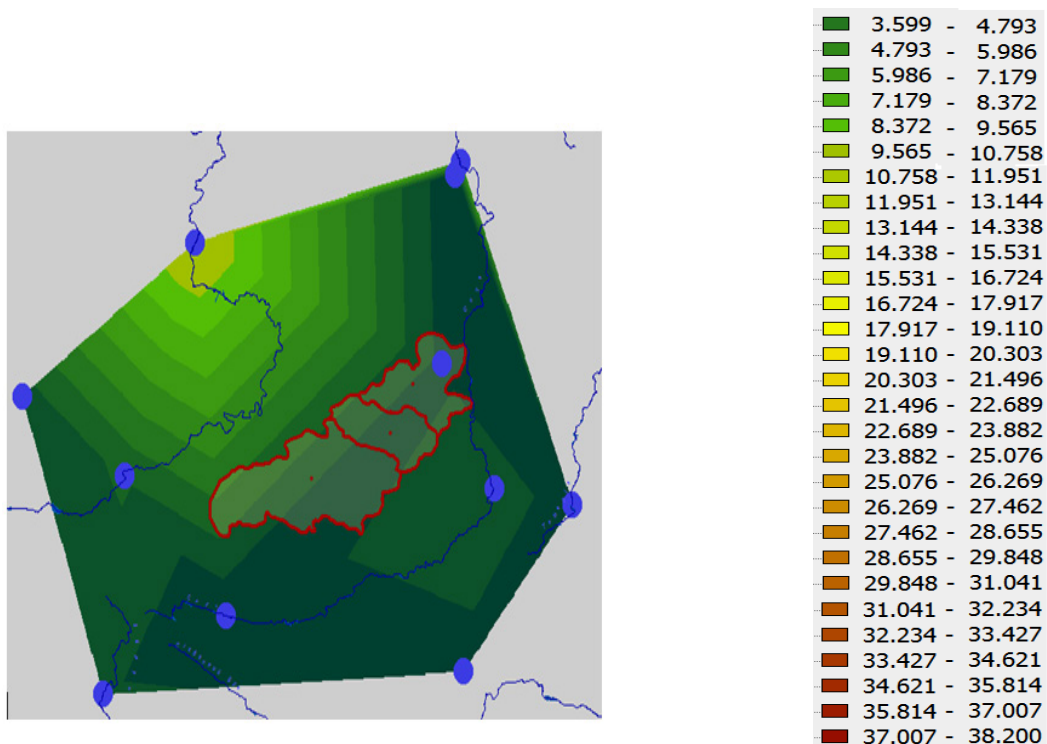 3.599 - 4.793
4.793 - 5.986
5.986 - 7.179
7.179 - 8.372
8.372 - 9.565
9.565 - 10.758
10.758 - 11.951
11.951 - 13.144
13.144 - 14.338
14.338 - 15.531
15.531 - 16.724
16.724 - 17.917
17.917 - 19.110
19.110 - 20.303
20.303 - 21.496
21.496 - 22.689
22.689 - 23.882
23.882 - 25.076
25.076 - 26.269
26.269 - 27.462
27.462 - 28.655
28.655 - 29.848
29.848 - 31.041
31.041 - 32.234
32.234 - 33.427
33.427 - 34.621
34.621 - 35.814
35.814 - 37.007
37.007 - 38.200